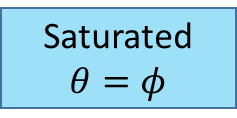 Saturated
θ = ϕ